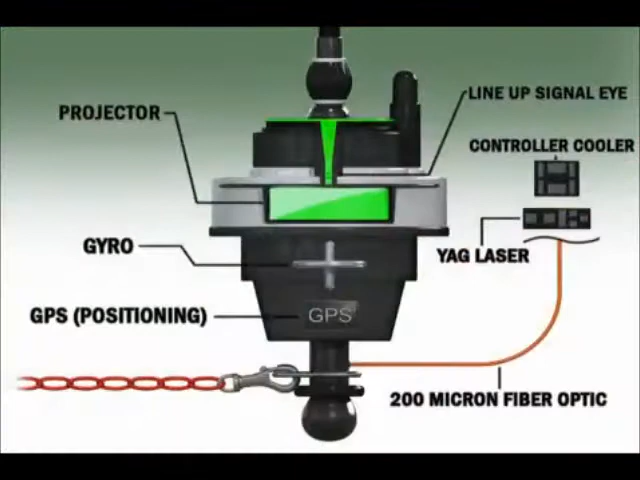 LINE UP SIGNAL EYE
PROJECTOR
CONTROLLER COOLER
GYRO
YAG LASER
GPS (POSITIONING)
GPS
200 MICRON FIBER OPTIC